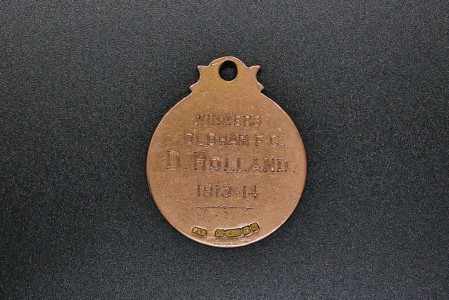 WINNERS
OLDHAM F.C.
D. HOLLAND.
1913-14